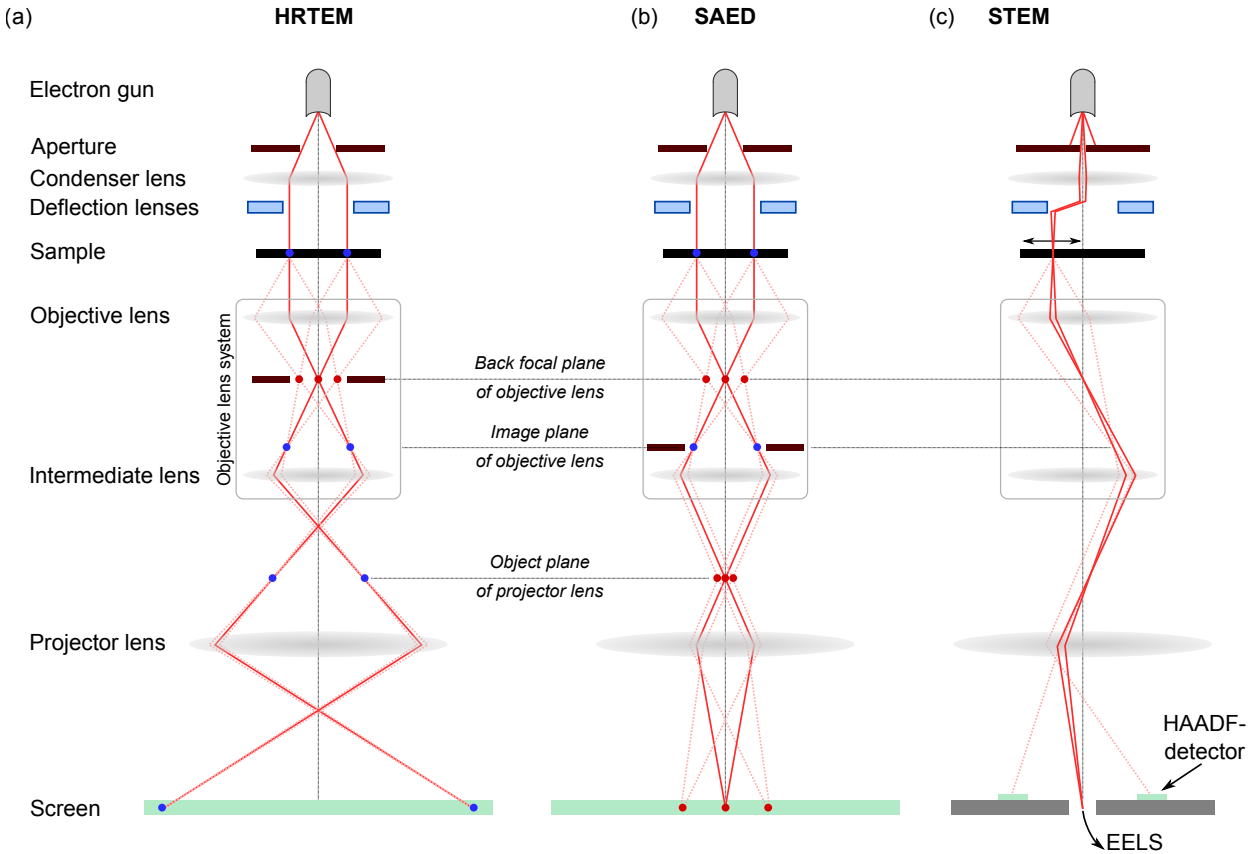 (a) HRTEM (b) SAED (c) STEM
Electron gun
Aperture
Condenser lens
Deflection lenses
Sample
Objective lens
Objective lens system
Back focal plane
of objective lens
Image plane
of objective lens
Intermediate lens
Object plane
of projector lens
Projector lens
HAADF-
detector
Screen
EELS